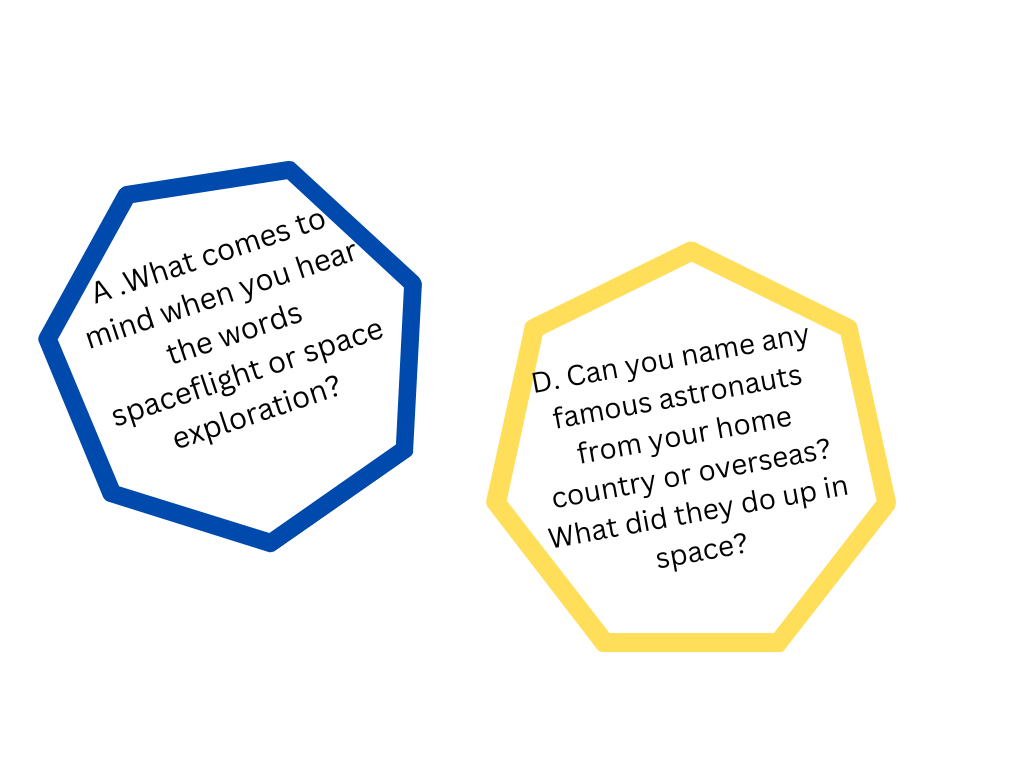 A .What comes to
mind when you hear
the words
spaceflight or space
exploration?
D. Can you name any
famous astronauts
from your home
country or overseas?
What did they do up in
space?